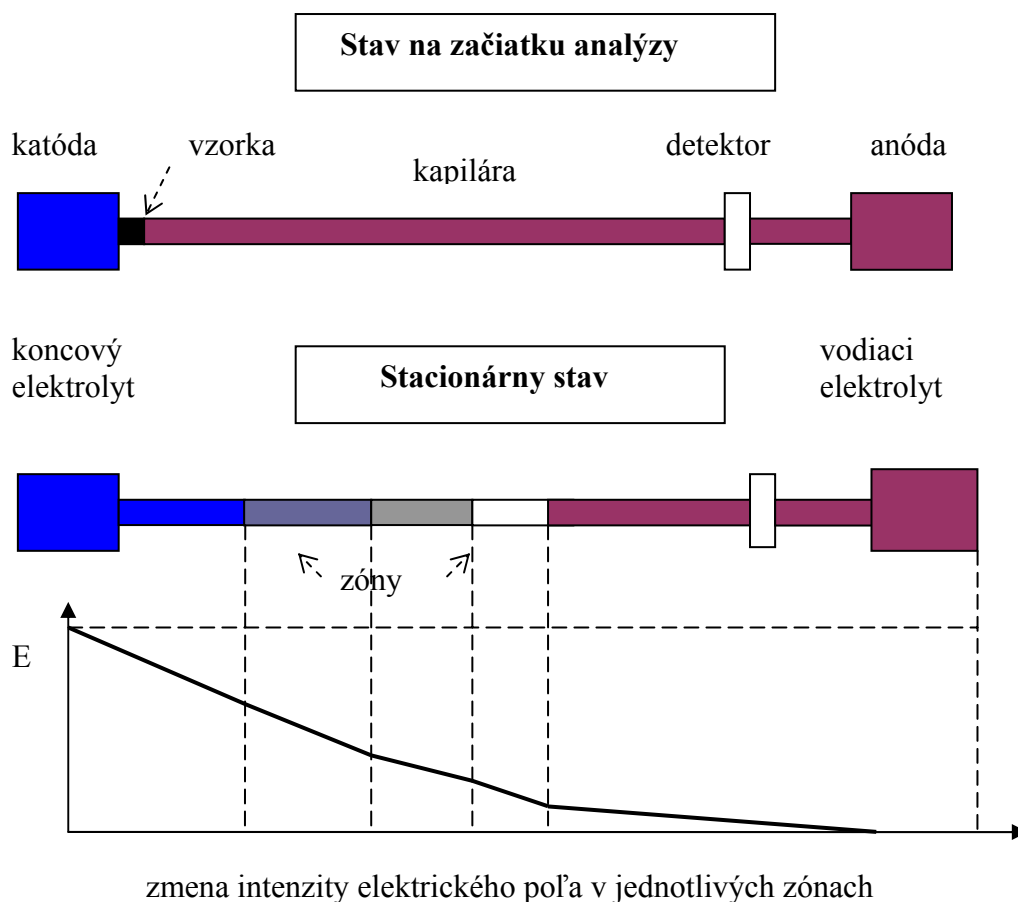 Stav na začiatku analýzy
katóda vzorka detektor anóda
kapilára
koncový vodiaci
elektrolyt elektrolyt
Stacionárny stav
zóny
E
zmena intenzity elektrického poľa v jednotlivých zónach